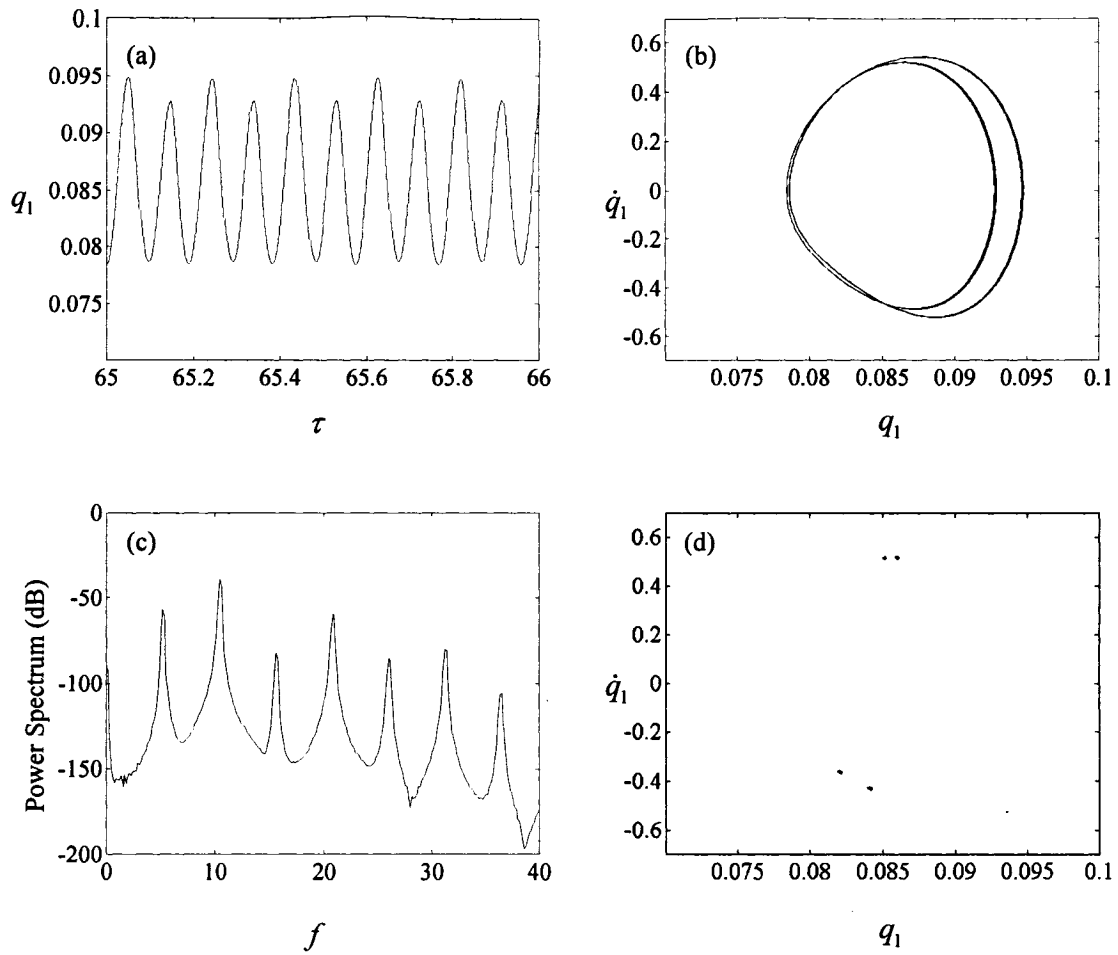 (a)
0.1
0.095
0.09
0.085
0.08
0.075
q₁
65 65.2 65.4 65.6 65.8 66
τ
(b)
0.6
0.4
0.2
0
-0.2
-0.4
-0.6
q̇₁
0.075 0.08 0.085 0.09 0.095 0.1
q₁
(c)
0
-50
-100
-150
-200
Power Spectrum (dB)
0 10 20 30 40
f
(d)
0.6
0.4
0.2
0
-0.2
-0.4
-0.6
q̇₁
0.075 0.08 0.085 0.09 0.095 0.1
q₁